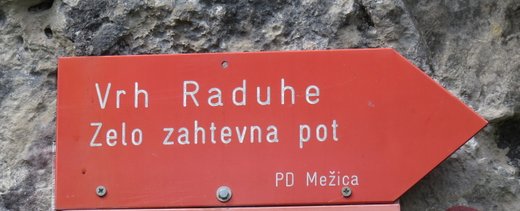 Vrh Raduhe
Zelo zahtevna pot
PD Mežica